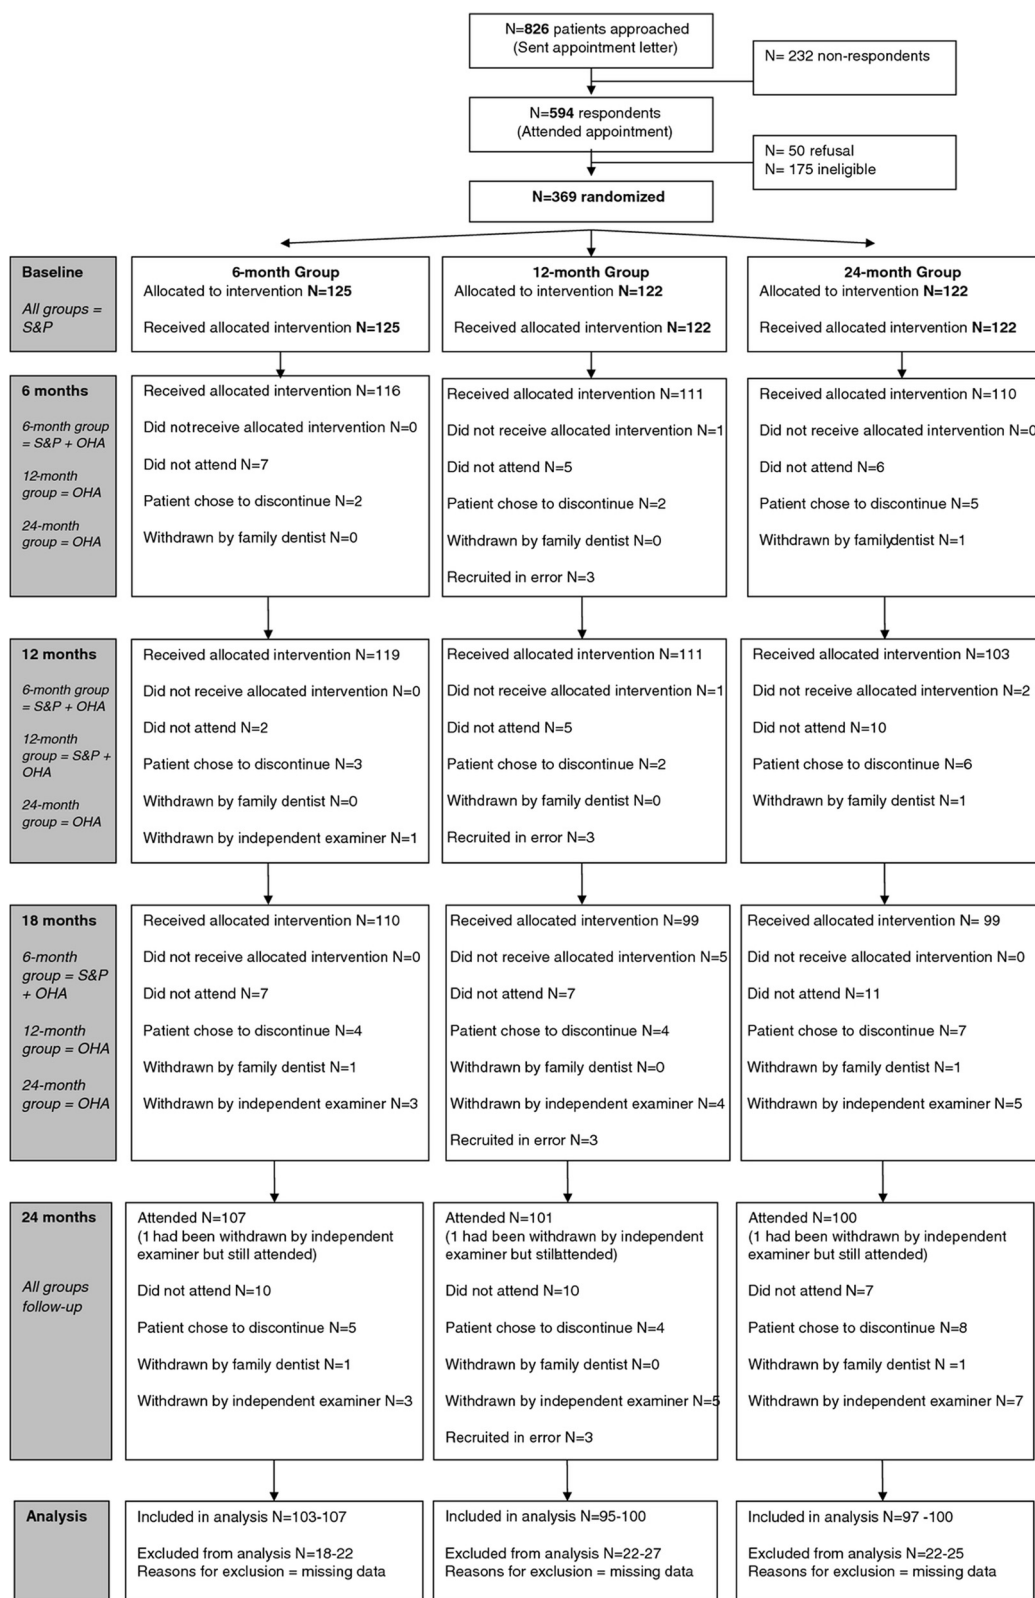 N=826 patients approached
(Sent appointment letter)
N= 232 non-respondents
N=594 respondents
(Attended appointment)
N= 50 refusal
N= 175 ineligible
N=369 randomized
Baseline
All groups =
S&P
6-month Group
Allocated to intervention N=125
Received allocated intervention N=125
12-month Group
Allocated to intervention N=122
Received allocated intervention N=122
24-month Group
Allocated to intervention N=122
Received allocated intervention N=122
6 months
6-month group
= S&P + OHA
12-month
group = OHA
24-month
group = OHA
Received allocated intervention N=116
Did notreceive allocated intervention N=0
Did not attend N=7
Patient chose to discontinue N=2
Withdrawn by family dentist N=0
Received allocated intervention N=111
Did not receive allocated intervention N=1
Did not attend N=5
Patient chose to discontinue N=2
Withdrawn by family dentist N=0
Recruited in error N=3
Received allocated intervention N=110
Did not receive allocated intervention N=0
Did not attend N=6
Patient chose to discontinue N=5
Withdrawn by familydentist N=1
12 months
6-month group
= S&P + OHA
12-month
group = S&P +
OHA
24-month
group = OHA
Received allocated intervention N=119
Did not receive allocated intervention N=0
Did not attend N=2
Patient chose to discontinue N=3
Withdrawn by family dentist N=0
Withdrawn by independent examiner N=1
Received allocated intervention N=111
Did not receive allocated intervention N=1
Did not attend N=5
Patient chose to discontinue N=2
Withdrawn by family dentist N=0
Recruited in error N=3
Received allocated intervention N=103
Did not receive allocated intervention N=2
Did not attend N=10
Patient chose to discontinue N=6
Withdrawn by family dentist N=1
18 months
6-month
group = S&P
+ OHA
12-month
group = OHA
24-month
group = OHA
Received allocated intervention N=110
Did not receive allocated intervention N=0
Did not attend N=7
Patient chose to discontinue N=4
Withdrawn by family dentist N=1
Withdrawn by independent examiner N=3
Received allocated intervention N=99
Did not receive allocated intervention N=5
Did not attend N=7
Patient chose to discontinue N=4
Withdrawn by family dentist N=0
Withdrawn by independent examiner N=4
Recruited in error N=3
Received allocated intervention N= 99
Did not receive allocated intervention N=0
Did not attend N=11
Patient chose to discontinue N=7
Withdrawn by family dentist N=1
Withdrawn by independent examiner N=5
24 months
All groups
follow-up
Attended N=107
(1 had been withdrawn by independent
examiner but still attended)
Did not attend N=10
Patient chose to discontinue N=5
Withdrawn by family dentist N=1
Withdrawn by independent examiner N=3
Attended N=101
(1 had been withdrawn by independent
examiner but stillattended)
Did not attend N=10
Patient chose to discontinue N=4
Withdrawn by family dentist N=0
Withdrawn by independent examiner N=5
Recruited in error N=3
Attended N=100
(1 had been withdrawn by independent
examiner but still attended)
Did not attend N=7
Patient chose to discontinue N=8
Withdrawn by family dentist N =1
Withdrawn by independent examiner N=7
Analysis
Included in analysis N=103-107
Excluded from analysis N=18-22
Reasons for exclusion = missing data
Included in analysis N=95-100
Excluded from analysis N=22-27
Reasons for exclusion = missing data
Included in analysis N=97 -100
Excluded from analysis N=22-25
Reasons for exclusion = missing data